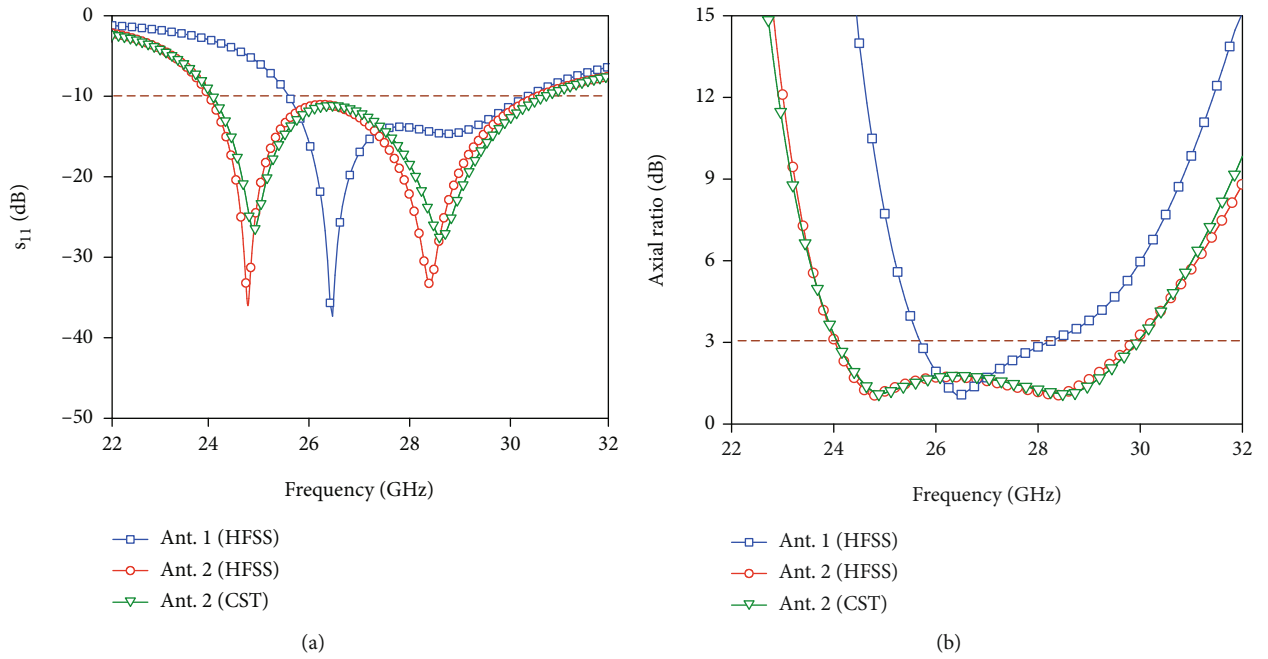 0
−10
−20
−30
−40
−50
s11 (dB)
22 24 26 28 30 32
Frequency (GHz)
Ant. 1 (HFSS)
Ant. 2 (HFSS)
Ant. 2 (CST)
(a)
15
12
9
6
3
0
Axial ratio (dB)
22 24 26 28 30 32
Frequency (GHz)
Ant. 1 (HFSS)
Ant. 2 (HFSS)
Ant. 2 (CST)
(b)